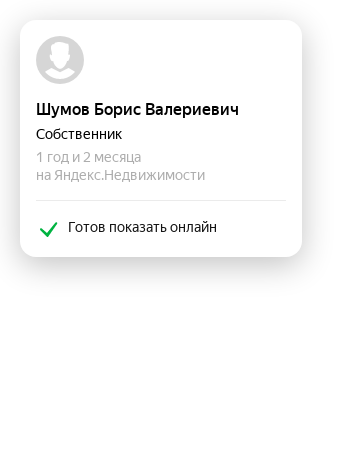 Шумов Борис Валериевич
Собственник
1 год и 2 месяца
на Яндекс.Недвижимости
Готов показать онлайн